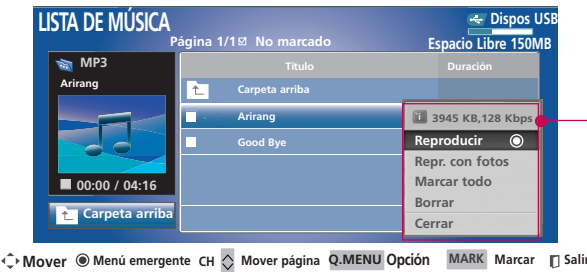 LISTA DE MÚSICA
Dispos USB
Página 1/1 No marcado
Espacio Libre 150MB
MP3
Arirang
00:00 / 04:16
Carpeta arriba
Título Duración
Carpeta arriba
Arirang
Good Bye
3945 KB,128 Kbps
Reproducir
Repr. con fotos
Marcar todo
Borrar
Cerrar
Mover Menú emergente CH Mover página Q.MENU Opción MARK Marcar Salir